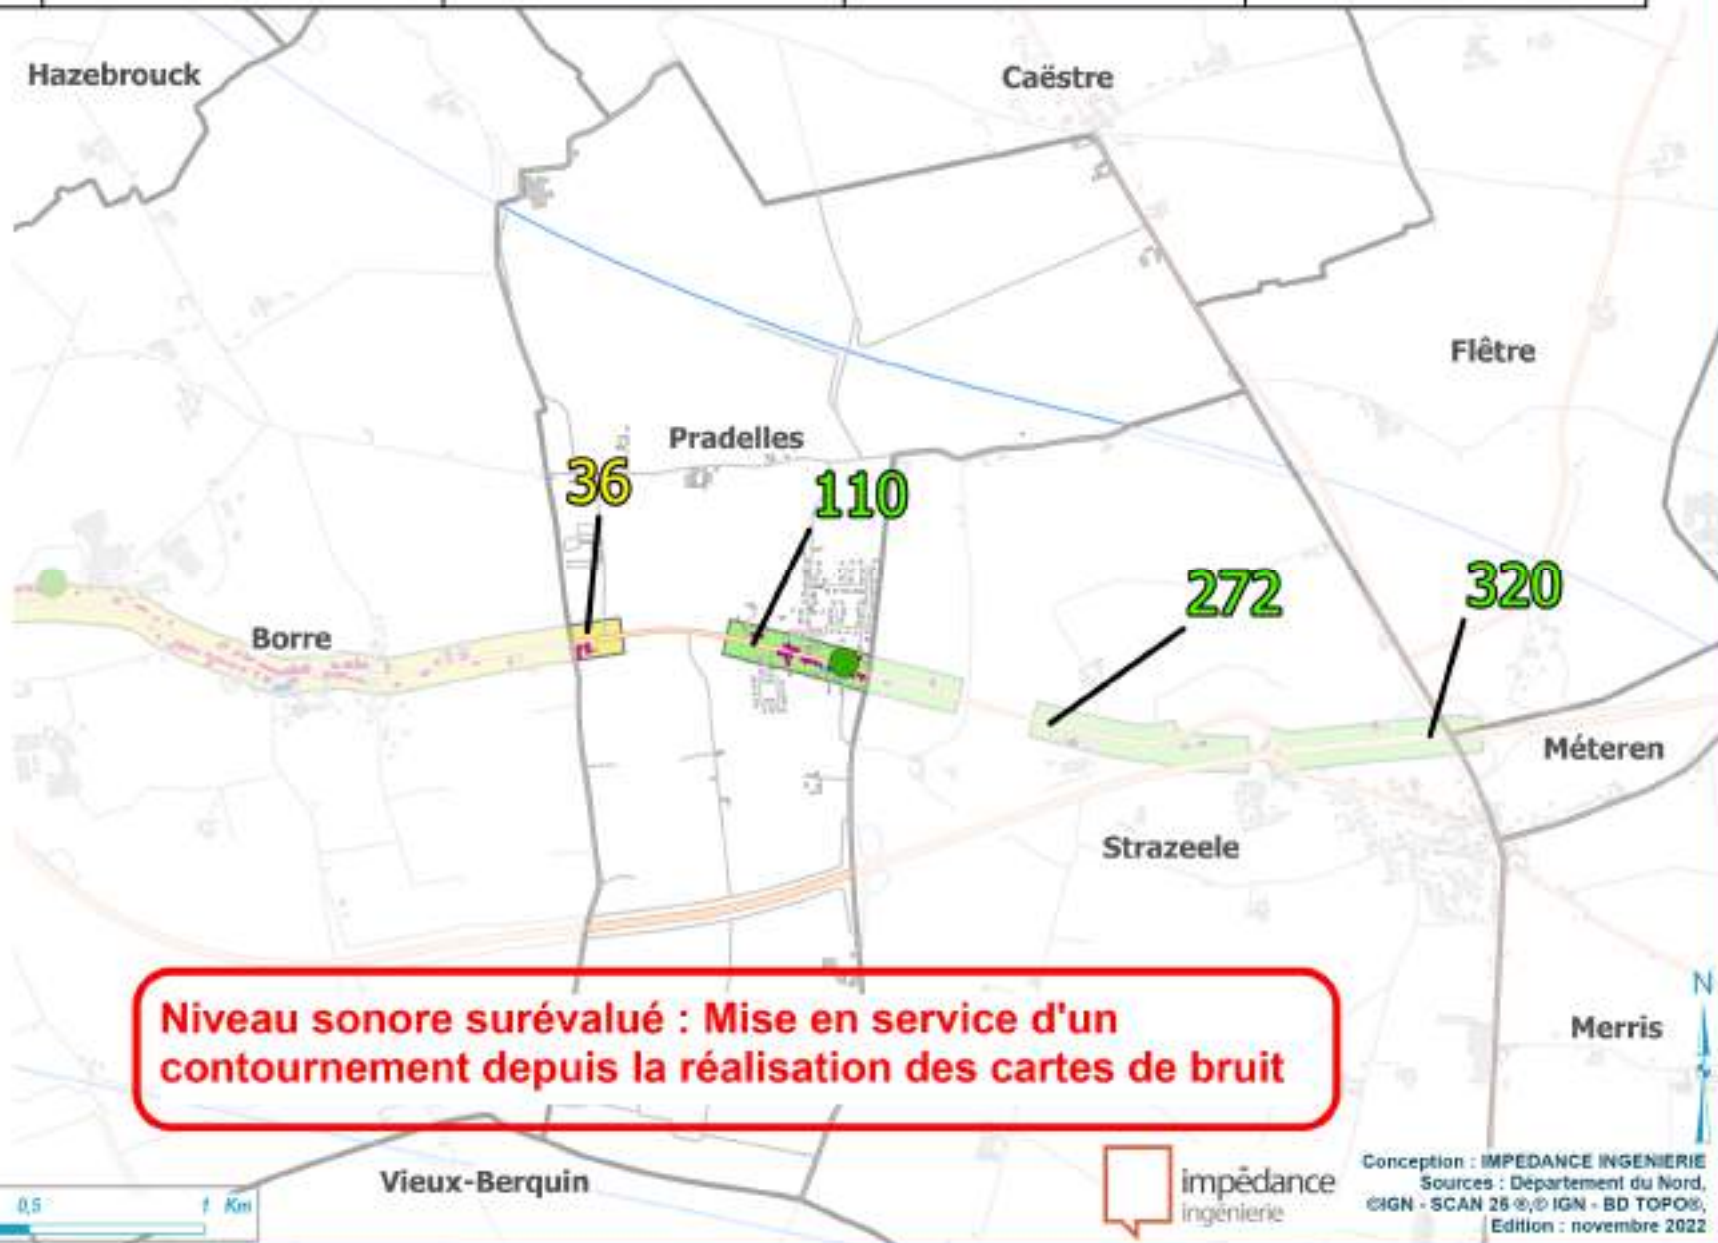 Hazebrouck
Caëstre
Flêtre
Pradelles
36
110
272
320
Borre
Méteren
Strazeele
Niveau sonore surévalué : Mise en service d'un
contournement depuis la réalisation des cartes de bruit
N
Merris
Vieux-Berquin
0,5 1 Km
impédance
ingénierie
Conception : IMPEDANCE INGENIERIE
Sources : Département du Nord,
©IGN - SCAN 25 ®,© IGN - BD TOPO®,
Edition : novembre 2022